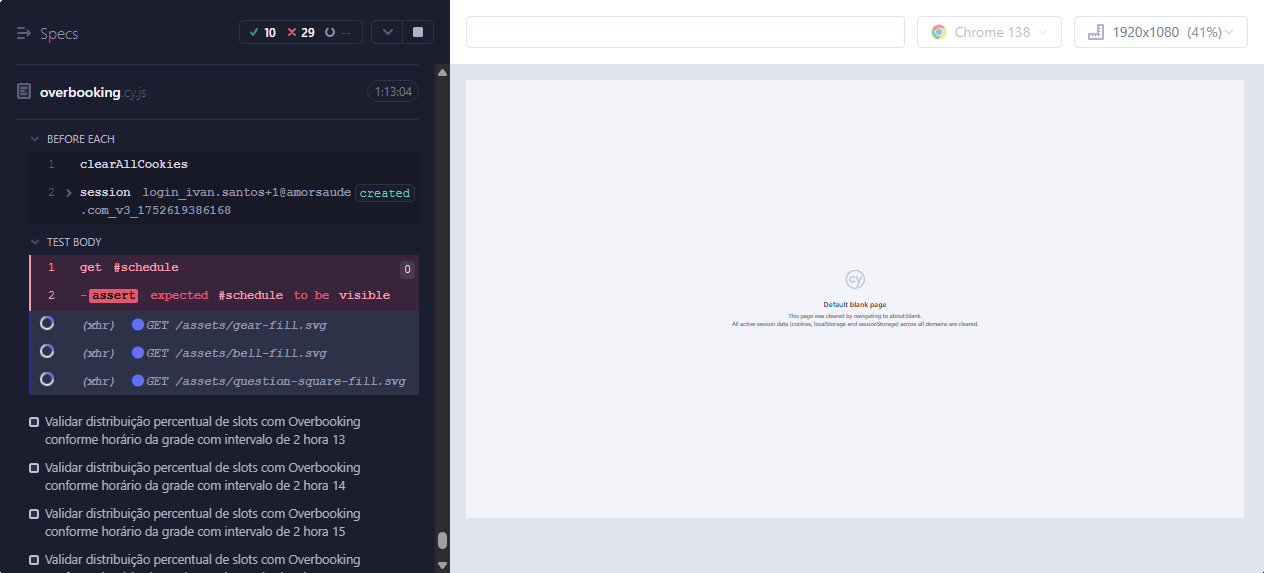 Specs
10
29
--
Chrome 138
1920x1080 (41%)
overbooking.cy.js
1:13:04
BEFORE EACH
1 clearAllCookies
2 session login_ivan.santos+1@amorsaude
.com_v3_1752619386168
created
TEST BODY
1 get #schedule
0
2 -assert expected #schedule to be visible
(xhr) GET /assets/gear-fill.svg
(xhr) GET /assets/bell-fill.svg
(xhr) GET /assets/question-square-fill.svg
Validar distribuição percentual de slots com Overbooking
conforme horário da grade com intervalo de 2 hora 13
Validar distribuição percentual de slots com Overbooking
conforme horário da grade com intervalo de 2 hora 14
Validar distribuição percentual de slots com Overbooking
conforme horário da grade com intervalo de 2 hora 15
Validar distribuição percentual de slots com Overbooking
cy
Default blank page
This page was cleared by navigating to about:blank.
All active session data (cookies, localStorage and sessionStorage) across all domains are cleared.